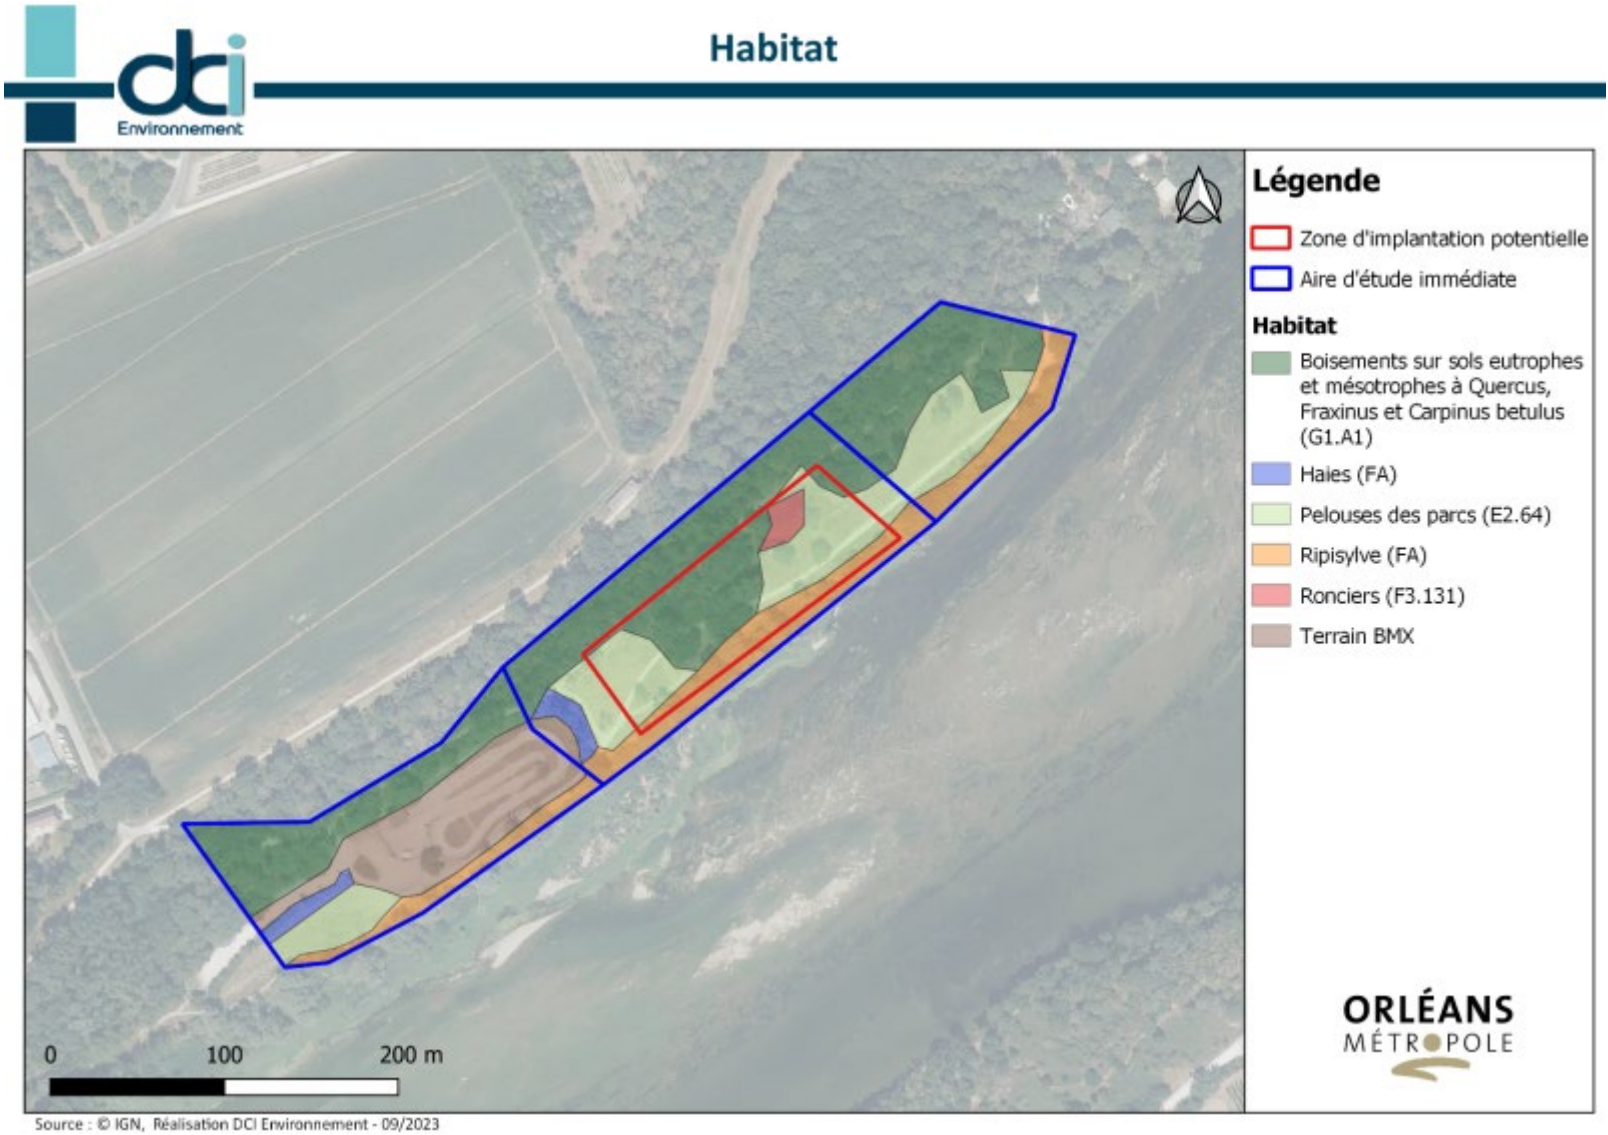 Habitat
dci
Environnement
Légende
Zone d'implantation potentielle
Aire d'étude immédiate
Habitat
Boisements sur sols eutrophes
et mésotrophes à Quercus,
Fraxinus et Carpinus betulus
(G1.A1)
Haies (FA)
Pelouses des parcs (E2.64)
Ripisylve (FA)
Ronciers (F3.131)
Terrain BMX
ORLÉANS
MÉTROPOLE
0 100 200 m
Source : © IGN, Réalisation DCI Environnement - 09/2023